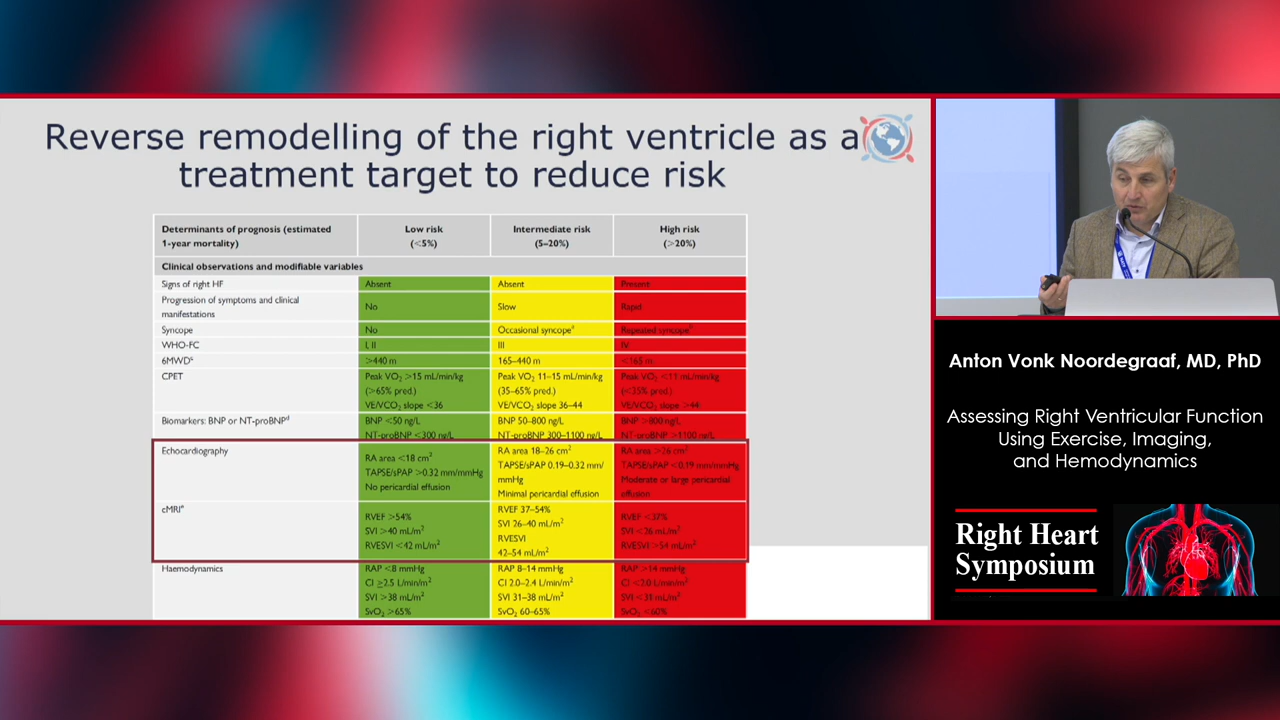 Reverse remodelling of the right ventricle as a
treatment target to reduce risk
Determinants of prognosis (estimated
1-year mortality)
Low risk
(<5%)
Intermediate risk
(5–20%)
High risk
(>20%)
Clinical observations and modifiable variables
Signs of right HF
Absent
Absent
Present
Progression of symptoms and clinical
manifestations
No
Slow
Rapid
Syncope
No
Occasional syncope
Repeated syncope
WHO-FC
I, II
III
IV
6MWD
>440 m
165–440 m
<165 m
CPET
Peak VO₂ >15 mL/min/kg
(>65% pred.)
VE/VCO₂ slope <36
Peak VO₂ 11–15 mL/min/kg
(35–65% pred.)
VE/VCO₂ slope 36–44
Peak VO₂ <11 mL/min/kg
(<35% pred.)
VE/VCO₂ slope >44
Biomarkers: BNP or NT-proBNPᵈ
BNP <50 ng/L
NT-proBNP <300 ng/L
BNP 50–800 ng/L
NT-proBNP 300–1100 ng/L
BNP >800 ng/L
NT-proBNP >1100 ng/L
Echocardiography
RA area <18 cm²
TAPSE/sPAP >0.32 mm/mmHg
No pericardial effusion
RA area 18–26 cm²
TAPSE/sPAP 0.19–0.32 mm/
mmHg
Minimal pericardial effusion
RA area >26 cm²
TAPSE/sPAP <0.19 mm/mmHg
Moderate or large pericardial
effusion
cMRIᵉ
RVEF >54%
SVI >40 mL/m²
RVESVI <42 mL/m²
RVEF 37–54%
SVI 26–40 mL/m²
RVESVI
42–54 mL/m²
RVEF <37%
SVI <26 mL/m²
RVESVI >54 mL/m²
Haemodynamics
RAP <8 mmHg
CI ≥2.5 L/min/m²
SVI >38 mL/m²
SvO₂ >65%
RAP 8–14 mmHg
CI 2.0–2.4 L/min/m²
SVI 31–38 mL/m²
SvO₂ 60–65%
RAP >14 mmHg
CI <2.0 L/min/m²
SVI <31 mL/m²
SvO₂ <60%
Anton Vonk Noordegraaf, MD, PhD
Assessing Right Ventricular Function
Using Exercise, Imaging,
and Hemodynamics
Right Heart
Symposium